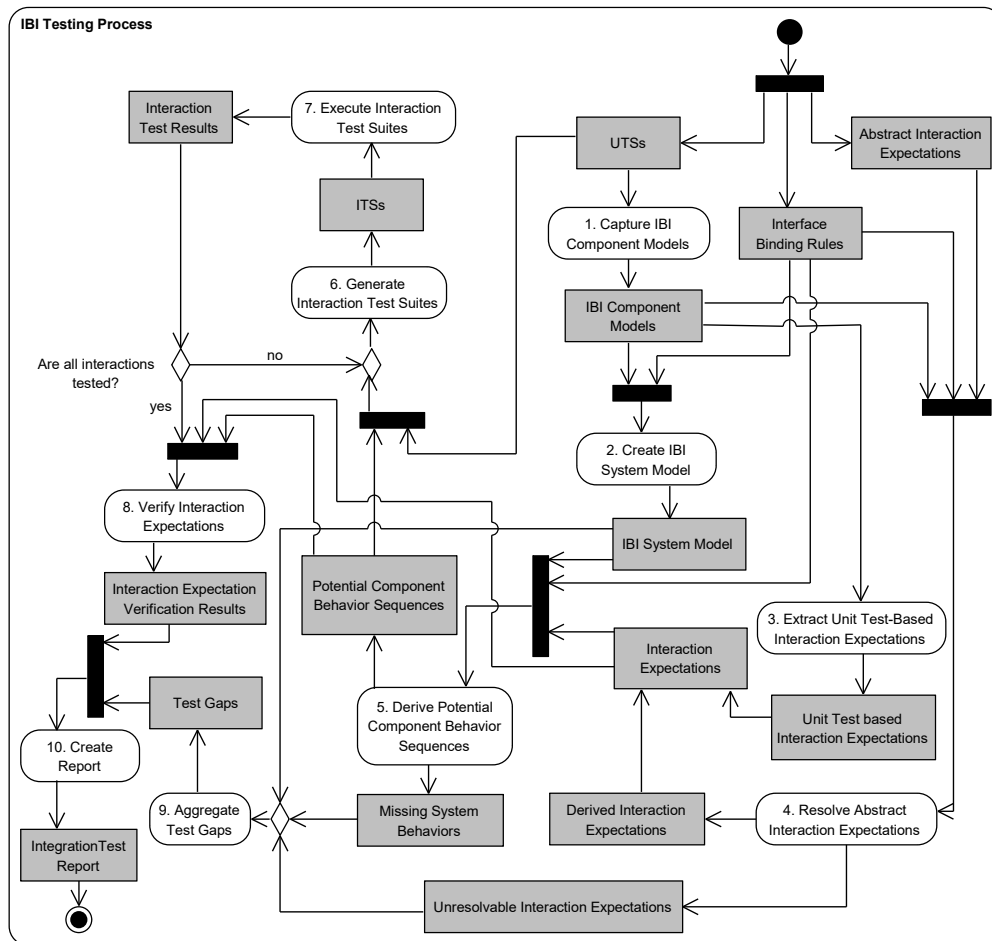 IBI Testing Process
Interaction
Test Results
7. Execute Interaction
Test Suites
UTSs
Abstract Interaction
Expectations
ITSs
1. Capture IBI
Component Models
Interface
Binding Rules
6. Generate
Interaction Test Suites
IBI Component
Models
Are all interactions
tested?
no
yes
2. Create IBI
System Model
8. Verify Interaction
Expectations
IBI System Model
Interaction Expectation
Verification Results
Potential Component
Behavior Sequences
3. Extract Unit Test-Based
Interaction Expectations
Interaction
Expectations
Test Gaps
5. Derive Potential
Component Behavior
Sequences
Unit Test based
Interaction Expectations
10. Create
Report
9. Aggregate
Test Gaps
Missing System
Behaviors
Derived Interaction
Expectations
4. Resolve Abstract
Interaction Expectations
IntegrationTest
Report
Unresolvable Interaction Expectations